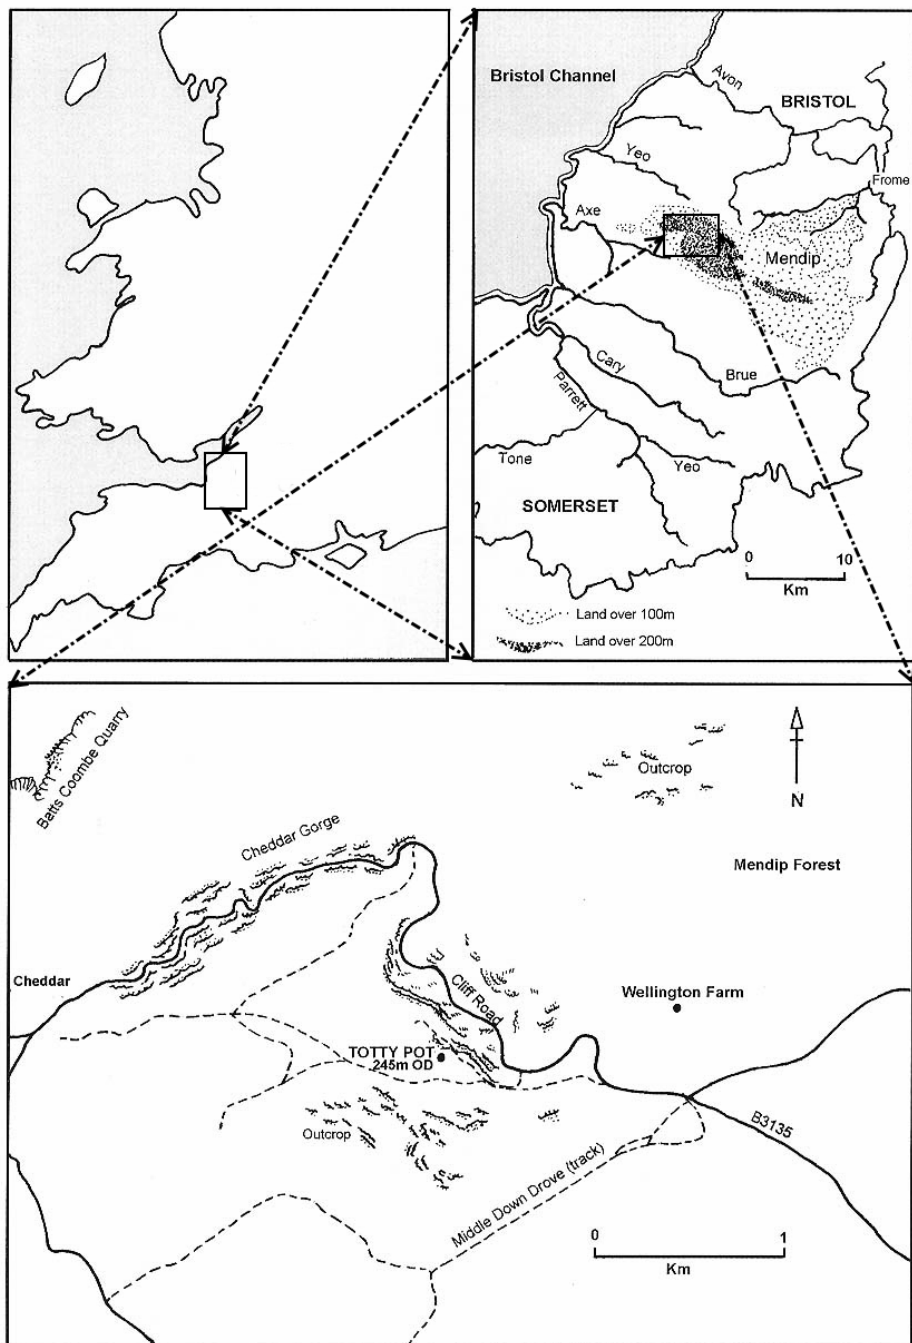 Bristol Channel
Avon
BRISTOL
Yeo
Frome
Axe
Mendip
Cary
Brue
Parrett
Tone
Yeo
SOMERSET
0 10
Km
Land over 100m
Land over 200m
Batts Coombe Quarry
Outcrop
N
Cheddar Gorge
Mendip Forest
Cheddar
Cliff Road
Wellington Farm
TOTTY POT
245m OD
B3135
Outcrop
Middle Down Drove (track)
0 1
Km